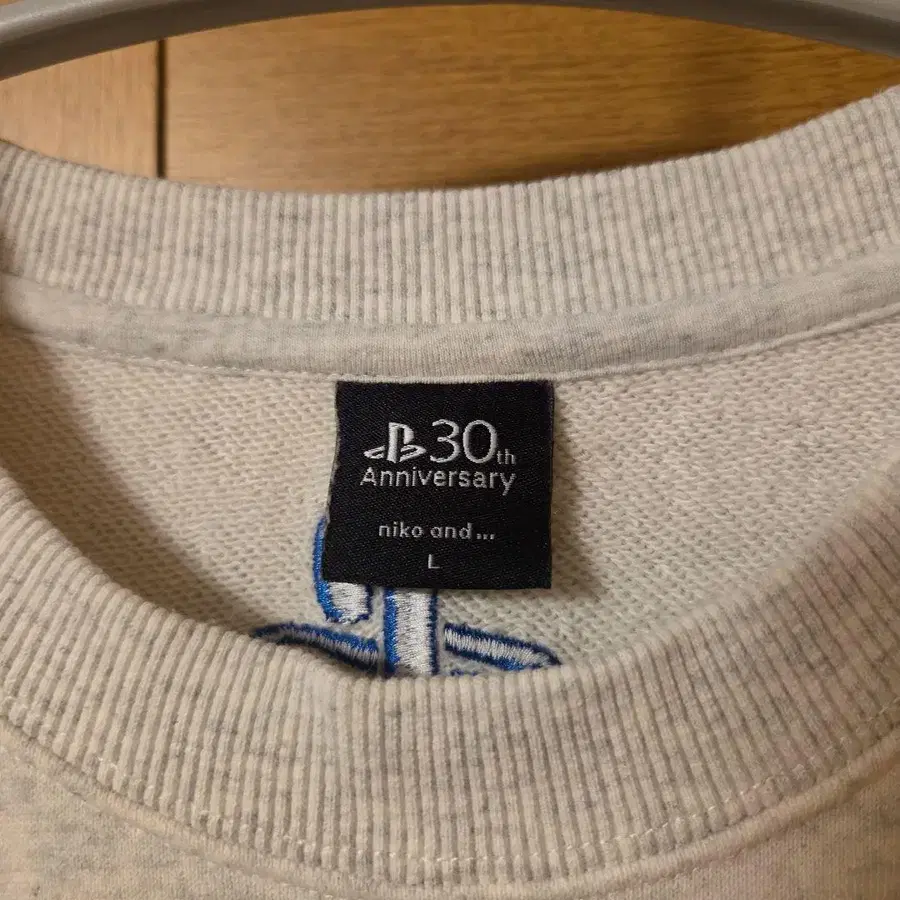 30th
Anniversary
niko and...
L